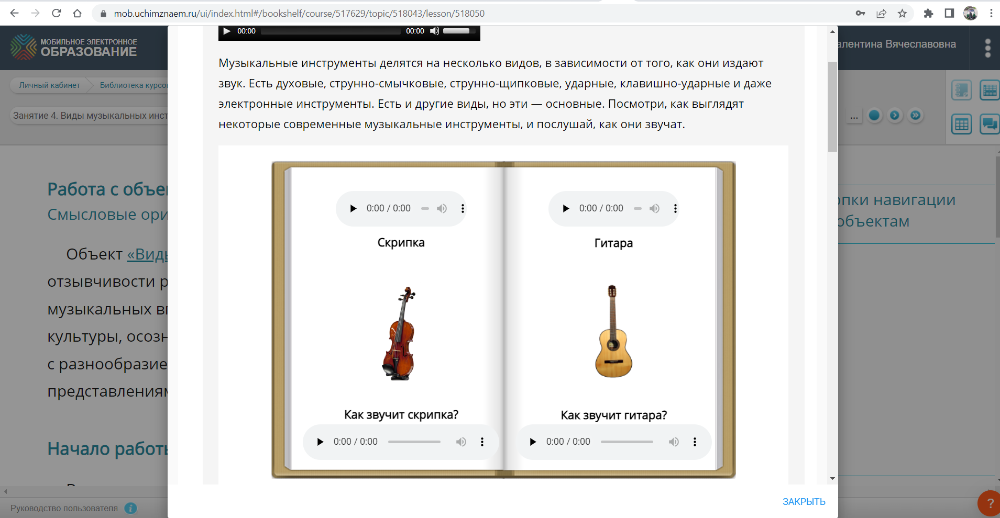 mob.uchimznaem.ru/ui/index.html#/bookshelf/course/517629/topic/518043/lesson/518050
МОБИЛЬНОЕ ЭЛЕКТРОННОЕ
ОБРАЗОВАНИЕ
алентина Вячеславовна
Личный кабинет
Библиотека курсо
Занятие 4. Виды музыкальных инст
...
00:00
00:00
Музыкальные инструменты делятся на несколько видов, в зависимости от того, как они издают
звук. Есть духовые, струнно-смычковые, струнно-щипковые, ударные, клавишно-ударные и даже
электронные инструменты. Есть и другие виды, но эти — основные. Посмотри, как выглядят
некоторые современные музыкальные инструменты, и послушай, как они звучат.
0:00 / 0:00
Скрипка
Как звучит скрипка?
0:00 / 0:00
0:00 / 0:00
Гитара
Как звучит гитара?
0:00 / 0:00
Работа с объе
Смысловые ори
Объект «Виды
отзывчивости р
музыкальных вп
культуры, осозн
с разнообразие
представлениям
Начало работы
опки навигации
объектам
ЗАКРЫТЬ
Руководство пользователя
i
?